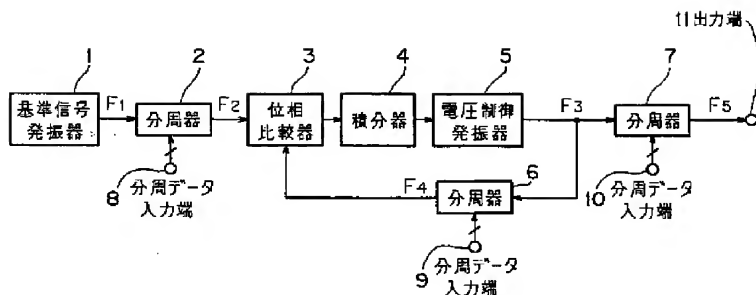 11出力端
1
2
3
4
5
7
基準信号
発振器
F1
分周器
F2
位相
比較器
積分器
電圧制御
発振器
F3
分周器
F5
8
分周データ
入力端
F4
分周器
6
10
分周データ
入力端
9
分周データ
入力端